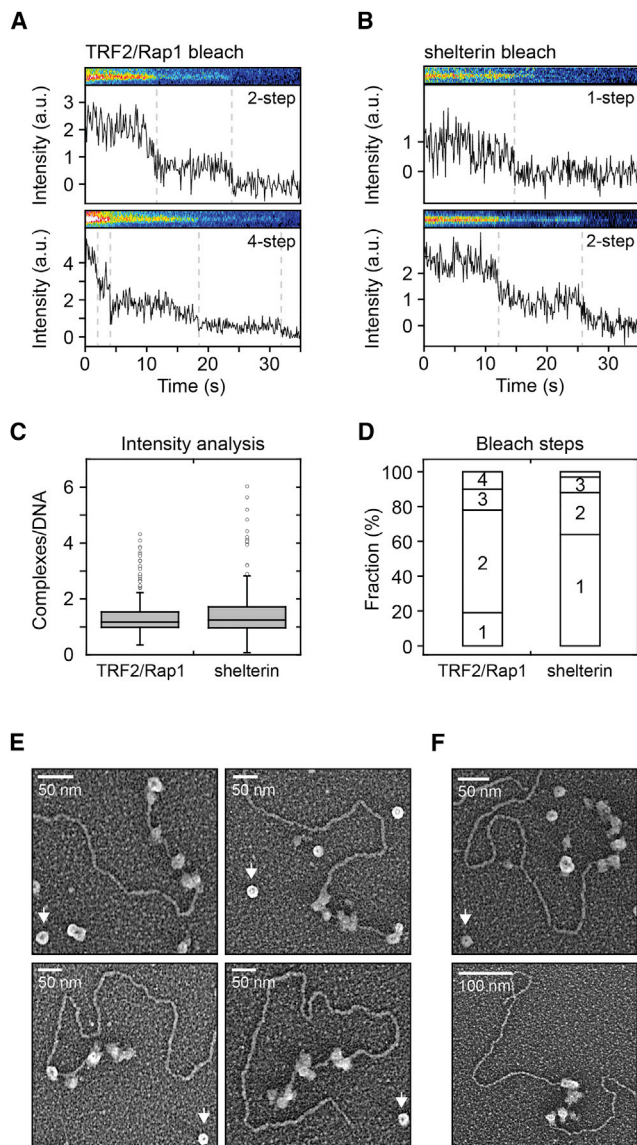 A
TRF2/Rap1 bleach
2-step
Intensity (a.u.)
3
2
1
0
4-step
Intensity (a.u.)
4
2
0
0 10 20 30
Time (s)
B
shelterin bleach
1-step
Intensity (a.u.)
1
0
2-step
Intensity (a.u.)
2
1
0
0 10 20 30
Time (s)
C
Intensity analysis
Complexes/DNA
6
4
2
0
TRF2/Rap1 shelterin
D
Bleach steps
Fraction (%)
100
80
60
40
20
0
4
3
2
1
3
2
1
TRF2/Rap1 shelterin
E
50 nm
50 nm
50 nm
50 nm
F
50 nm
100 nm